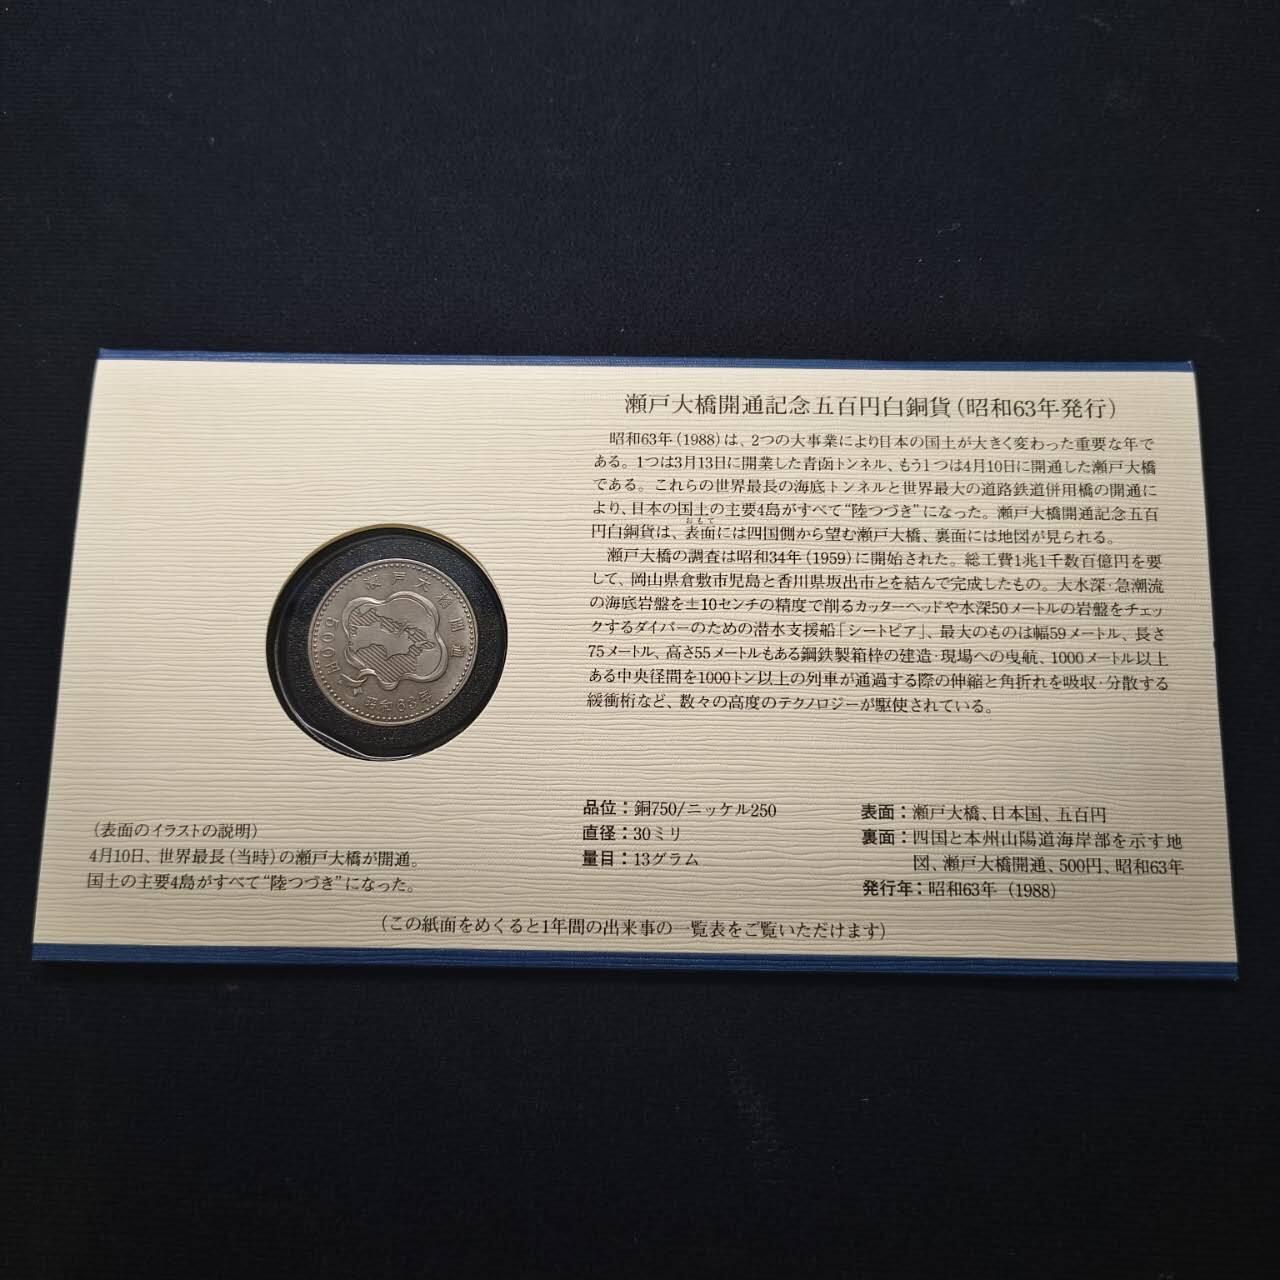 瀬戸大橋開通記念五百円白銅貨(昭和63年発行)
昭和63年(1988)は、2つの大事業により日本の国土が大きく変わった重要な年で
ある。1つは3月13日に開業した青函トンネル、もう1つは4月10日に開通した瀬戸大橋
である。これらの世界最長の海底トンネルと世界最大の道路鉄道併用橋の開通に
より、日本の国土の主要4島がすべて“陸つづき”になった。瀬戸大橋開通記念五百
おもて
円白銅貨は、表面には四国側から望む瀬戸大橋、裏面には地図が見られる。
瀬戸大橋の調査は昭和34年(1959)に開始された。総工費1兆1千数百億円を要
して、岡山県倉敷市児島と香川県坂出市とを結んで完成したもの。大水深・急潮流
の海底岩盤を±10センチの精度で削るカッターヘッドや水深50メートルの岩盤をチェッ
クするダイバーのための潜水支援船「シートピア」、最大のものは幅59メートル、長さ
75メートル、高さ55メートルもある鋼鉄製箱枠の建造・現場への曳航、1000メートル以上
ある中央径間を1000トン以上の列車が通過する際の伸縮と角折れを吸収・分散する
緩衝桁など、数々の高度のテクノロジーが駆使されている。
瀬戸大橋開通
500円
昭和63年
品位：銅750/ニッケル250
直径：30ミリ
量目：13グラム
表面：瀬戸大橋、日本国、五百円
裏面：四国と本州山陽道海岸部を示す地
図、瀬戸大橋開通、500円、昭和63年
発行年：昭和63年(1988)
(表面のイラストの説明)
4月10日、世界最長(当時)の瀬戸大橋が開通。
国土の主要4島がすべて“陸つづき”になった。
(この紙面をめくると1年間の出来事の一覧表をご覧いただけます)